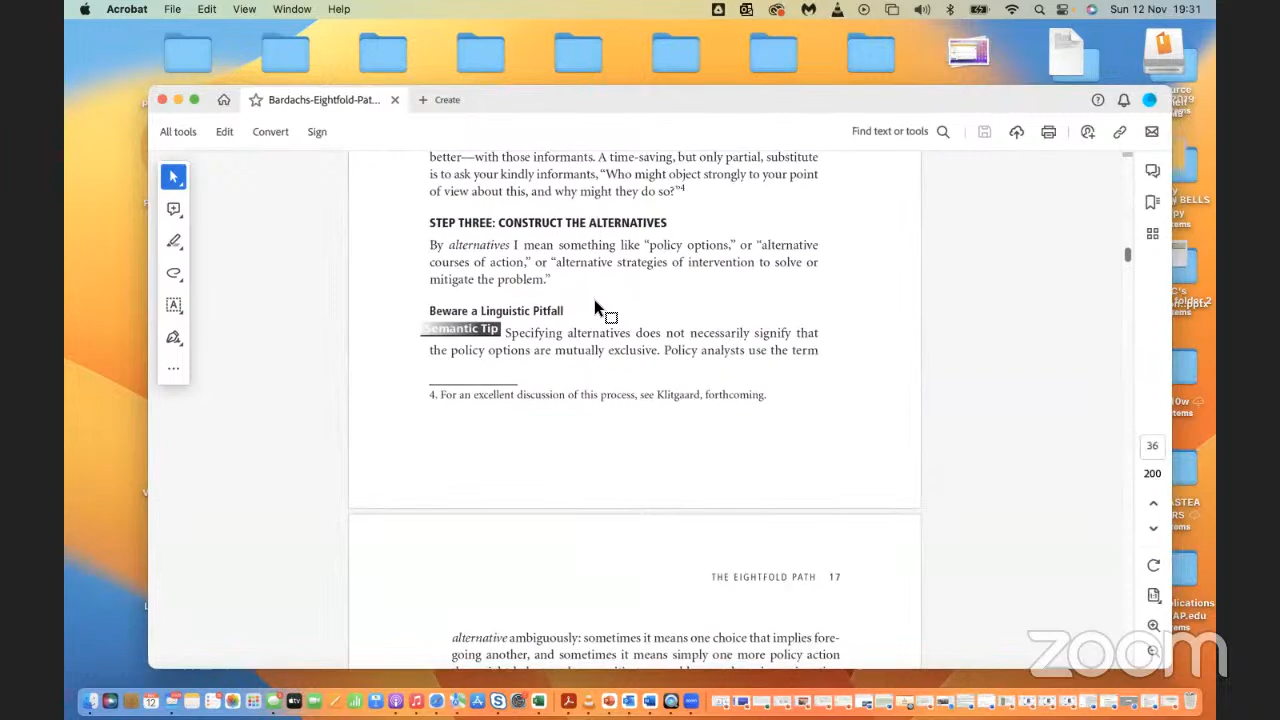 Acrobat File Edit View Window Help Sun 12 Nov 19:31
Bardachs-Eightfold-Pat... Create
All tools Edit Convert Sign Find text or tools
better—with those informants. A time-saving, but only partial, substitute
is to ask your kindly informants, “Who might object strongly to your point
of view about this, and why might they do so?”4
STEP THREE: CONSTRUCT THE ALTERNATIVES
By alternatives I mean something like “policy options,” or “alternative
courses of action,” or “alternative strategies of intervention to solve or
mitigate the problem.”
Beware a Linguistic Pitfall
Semantic Tip Specifying alternatives does not necessarily signify that
the policy options are mutually exclusive. Policy analysts use the term
4. For an excellent discussion of this process, see Klitgaard, forthcoming.
36
200
THE EIGHTFOLD PATH 17
alternative ambiguously: sometimes it means one choice that implies fore-
going another, and sometimes it means simply one more policy action
zoom